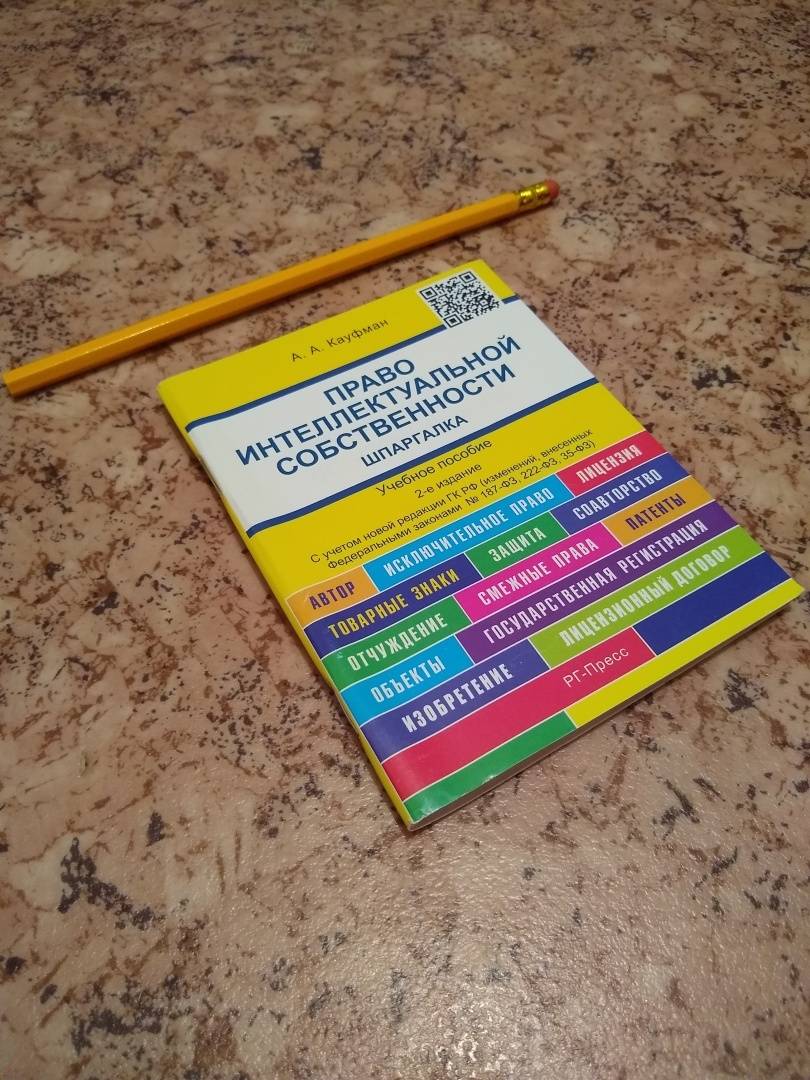 А. А. Кауфман
ПРАВО
ИНТЕЛЛЕКТУАЛЬНОЙ
СОБСТВЕННОСТИ
ШПАРГАЛКА
Учебное пособие
2-е издание
С учетом новой редакции ГК РФ (изменений, внесенных
Федеральными законами № 187-ФЗ, 222-ФЗ, 35-ФЗ)
АВТОР ИСКЛЮЧИТЕЛЬНОЕ ПРАВО ЛИЦЕНЗИЯ
ТОВАРНЫЕ ЗНАКИ ЗАЩИТА СОАВТОРСТВО
ОТЧУЖДЕНИЕ СМЕЖНЫЕ ПРАВА ПАТЕНТЫ
ОБЪЕКТЫ ГОСУДАРСТВЕННАЯ РЕГИСТРАЦИЯ
ИЗОБРЕТЕНИЕ ЛИЦЕНЗИОННЫЙ ДОГОВОР
РГ-Пресс